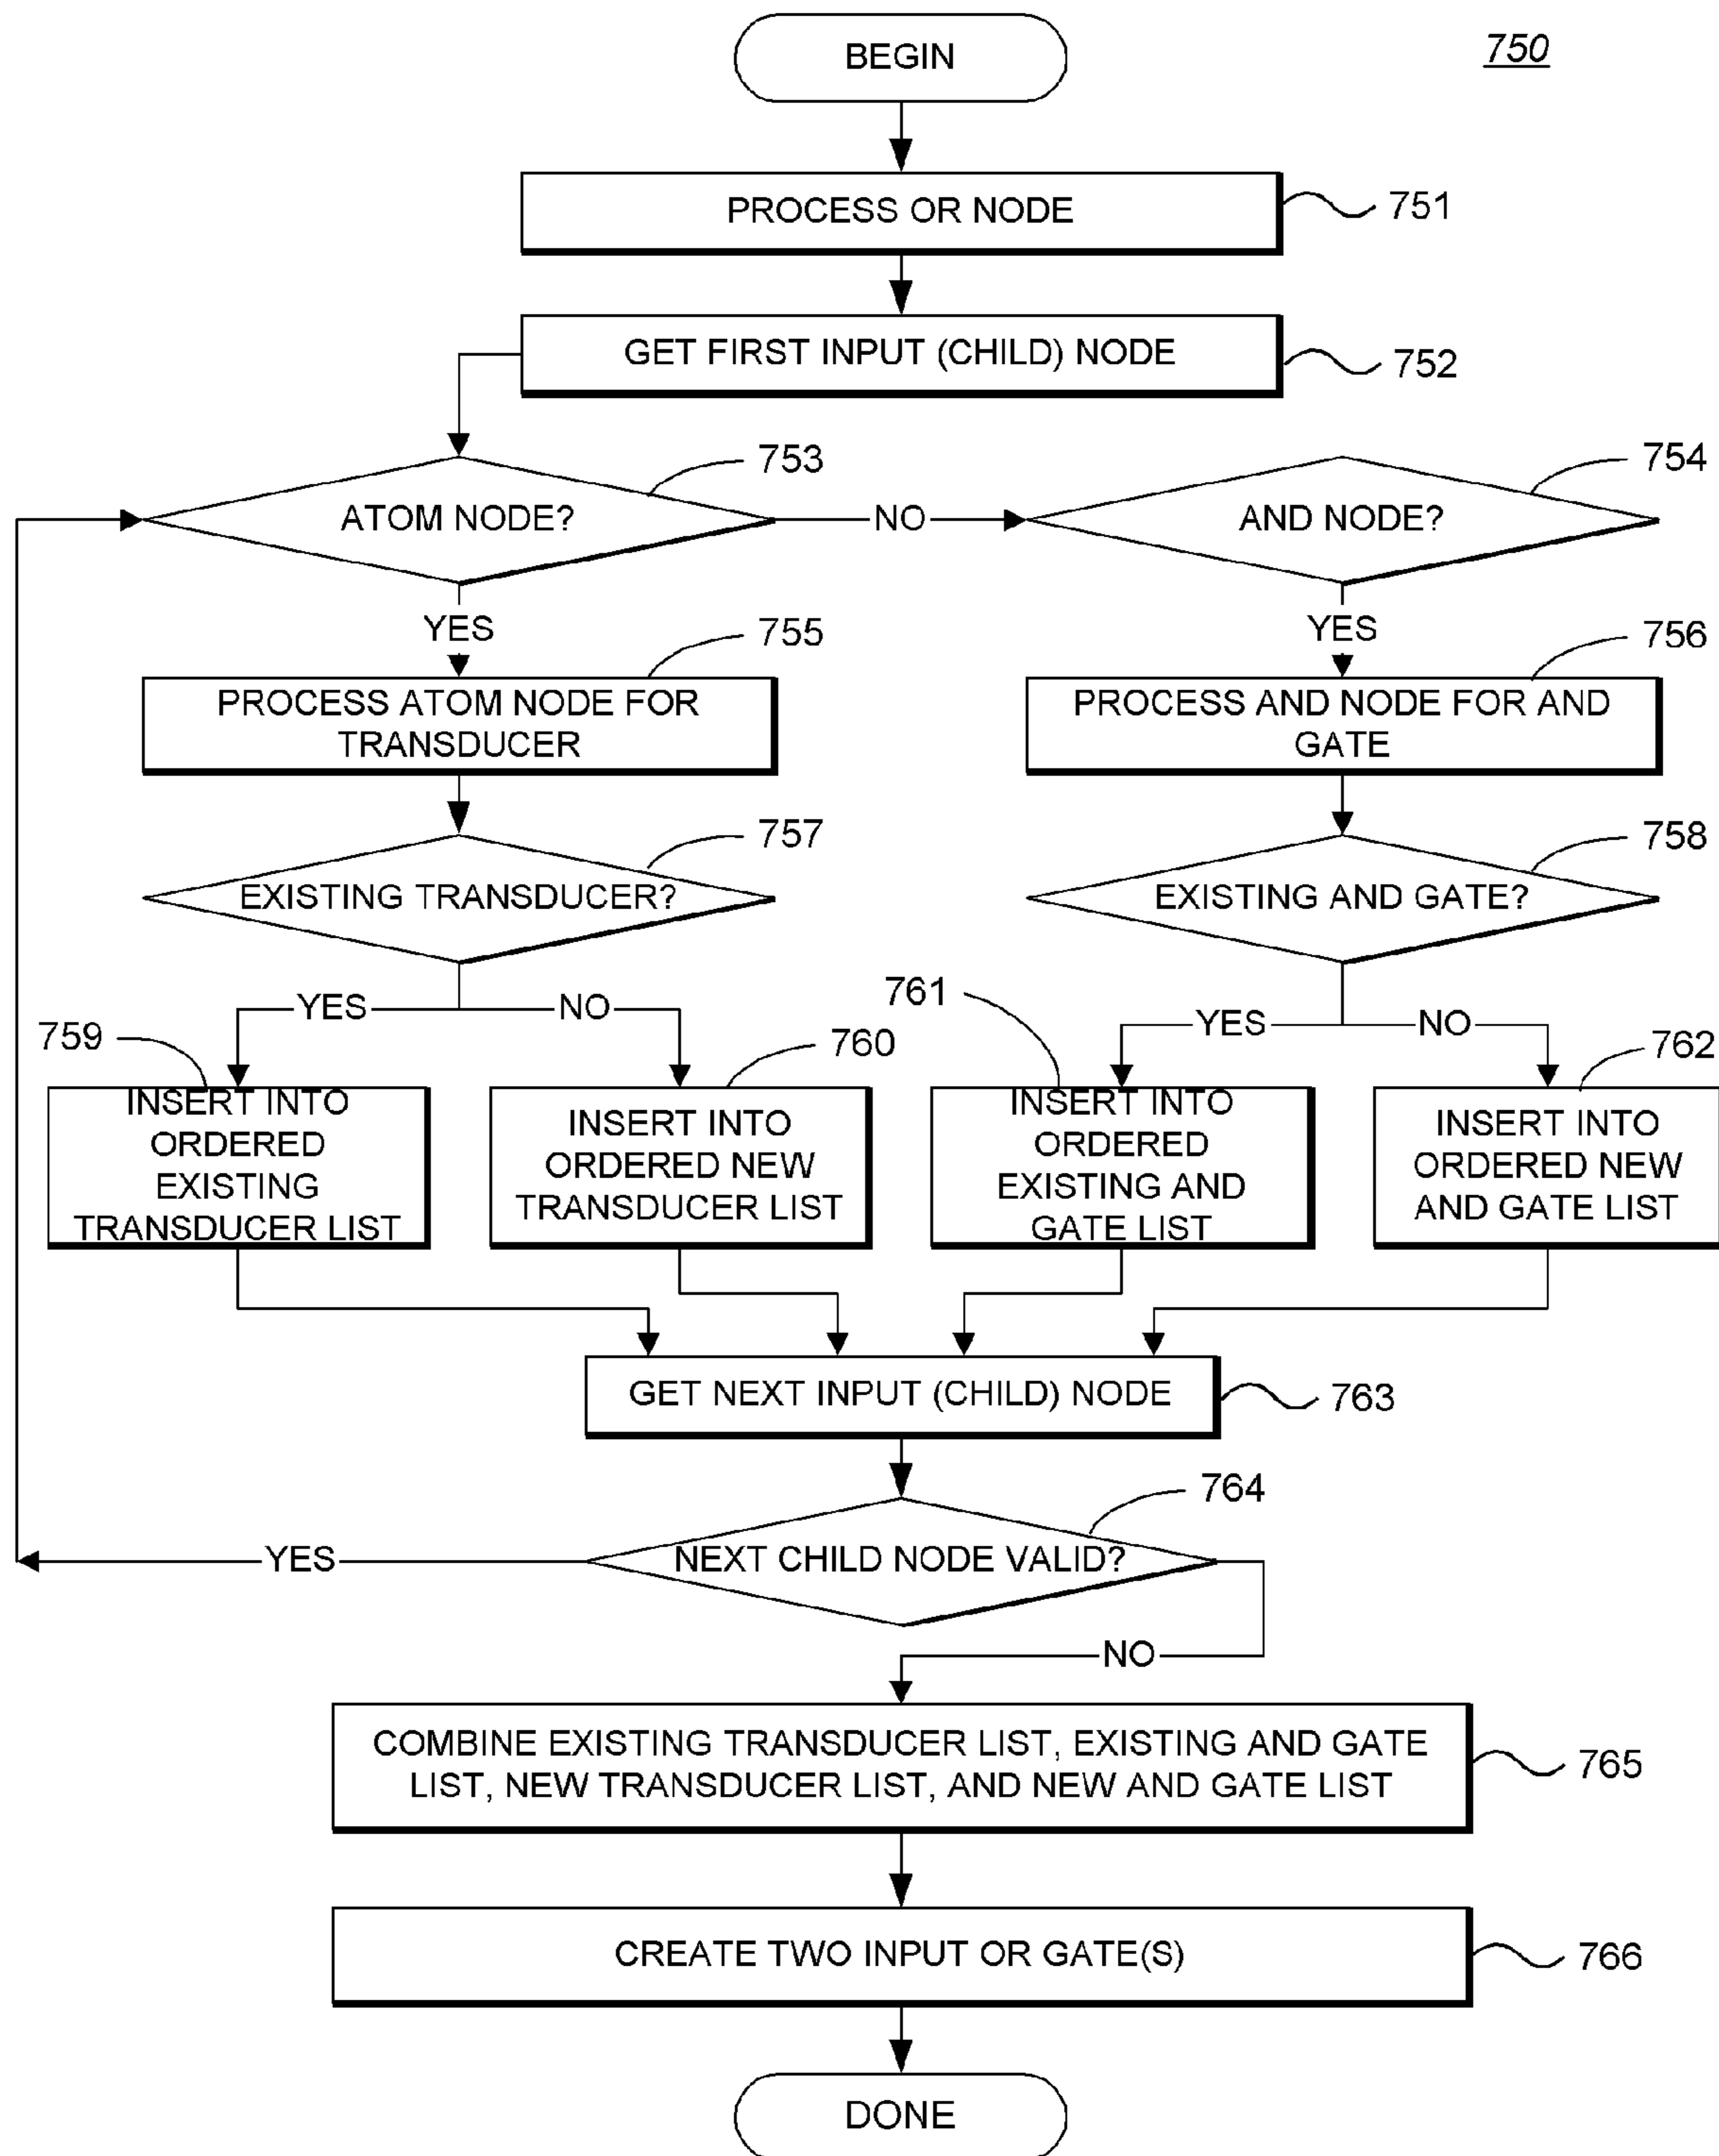 750
BEGIN
PROCESS OR NODE
751
GET FIRST INPUT (CHILD) NODE
752
753
754
ATOM NODE?
NO
AND NODE?
YES
YES
755
756
PROCESS ATOM NODE FOR
TRANSDUCER
PROCESS AND NODE FOR AND
GATE
757
758
EXISTING TRANSDUCER?
EXISTING AND GATE?
YES
NO
YES
NO
759
760
761
762
INSERT INTO
ORDERED
EXISTING
TRANSDUCER LIST
INSERT INTO
ORDERED NEW
TRANSDUCER LIST
INSERT INTO
ORDERED
EXISTING AND
GATE LIST
INSERT INTO
ORDERED NEW
AND GATE LIST
GET NEXT INPUT (CHILD) NODE
763
764
NEXT CHILD NODE VALID?
YES
NO
COMBINE EXISTING TRANSDUCER LIST, EXISTING AND GATE
LIST, NEW TRANSDUCER LIST, AND NEW AND GATE LIST
765
CREATE TWO INPUT OR GATE(S)
766
DONE